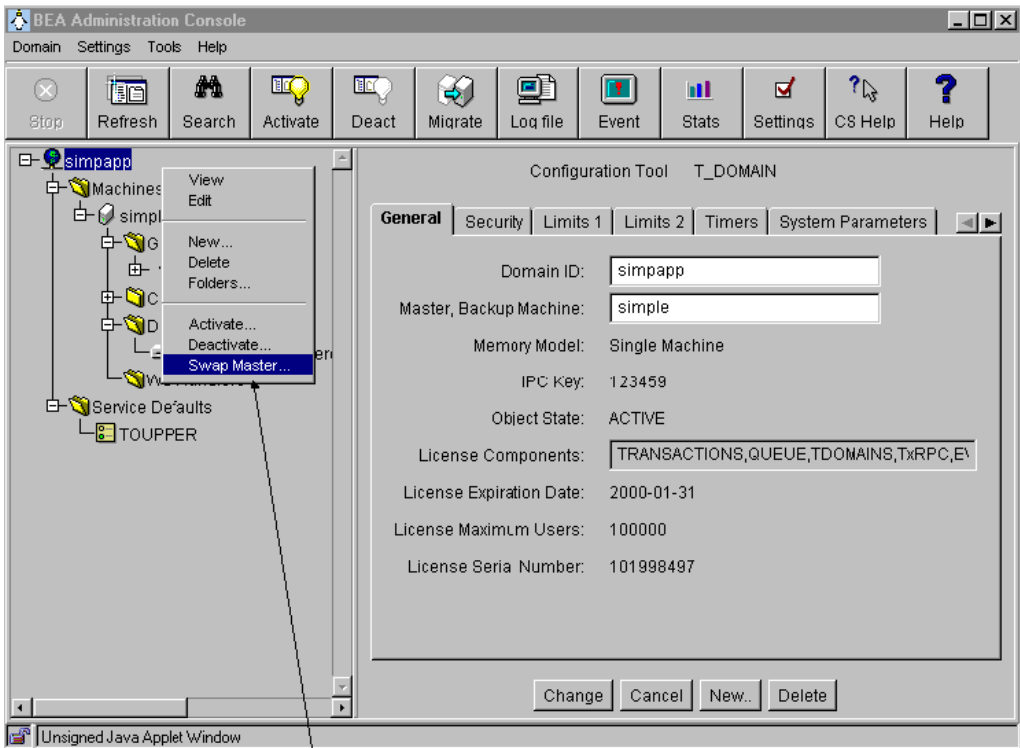 BEA Administration Console
Domain Settings Tools Help
Stop Refresh Search Activate Deact Migrate Log file Event Stats Settings CS Help Help
simpapp
Machines
simpl
G
C
D
er
W
Service Defaults
TOUPPER
View
Edit
New...
Delete
Folders...
Activate...
Deactivate...
Swap Master...
Configuration Tool T_DOMAIN
General Security Limits 1 Limits 2 Timers System Parameters
Domain ID: simpapp
Master, Backup Machine: simple
Memory Model: Single Machine
IPC Key: 123459
Object State: ACTIVE
License Components: TRANSACTIONS,QUEUE,TDOMAINS,TxRPC,E
License Expiration Date: 2000-01-31
License Maximum Users: 100000
License Serial Number: 101998497
Change Cancel New.. Delete
Unsigned Java Applet Window